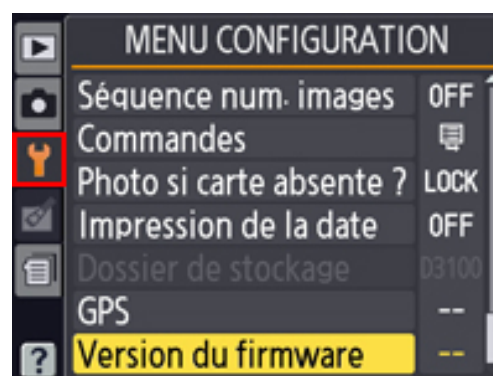 MENU CONFIGURATION
Séquence num. images OFF
Commandes
Photo si carte absente ? LOCK
Impression de la date OFF
Dossier de stockage D3100
GPS --
Version du firmware --
?